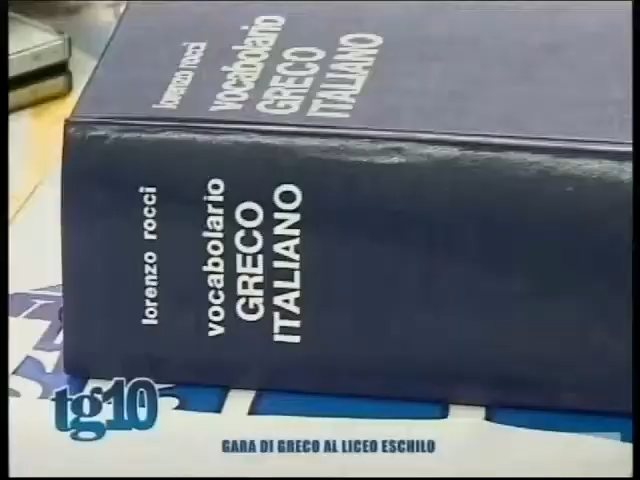 lorenzo rocci
vocabolario
GRECO
ITALIANO
lorenzo rocci
vocabolario
GRECO
ITALIANO
tg10
GARA DI GRECO AL LICEO ESCHILO